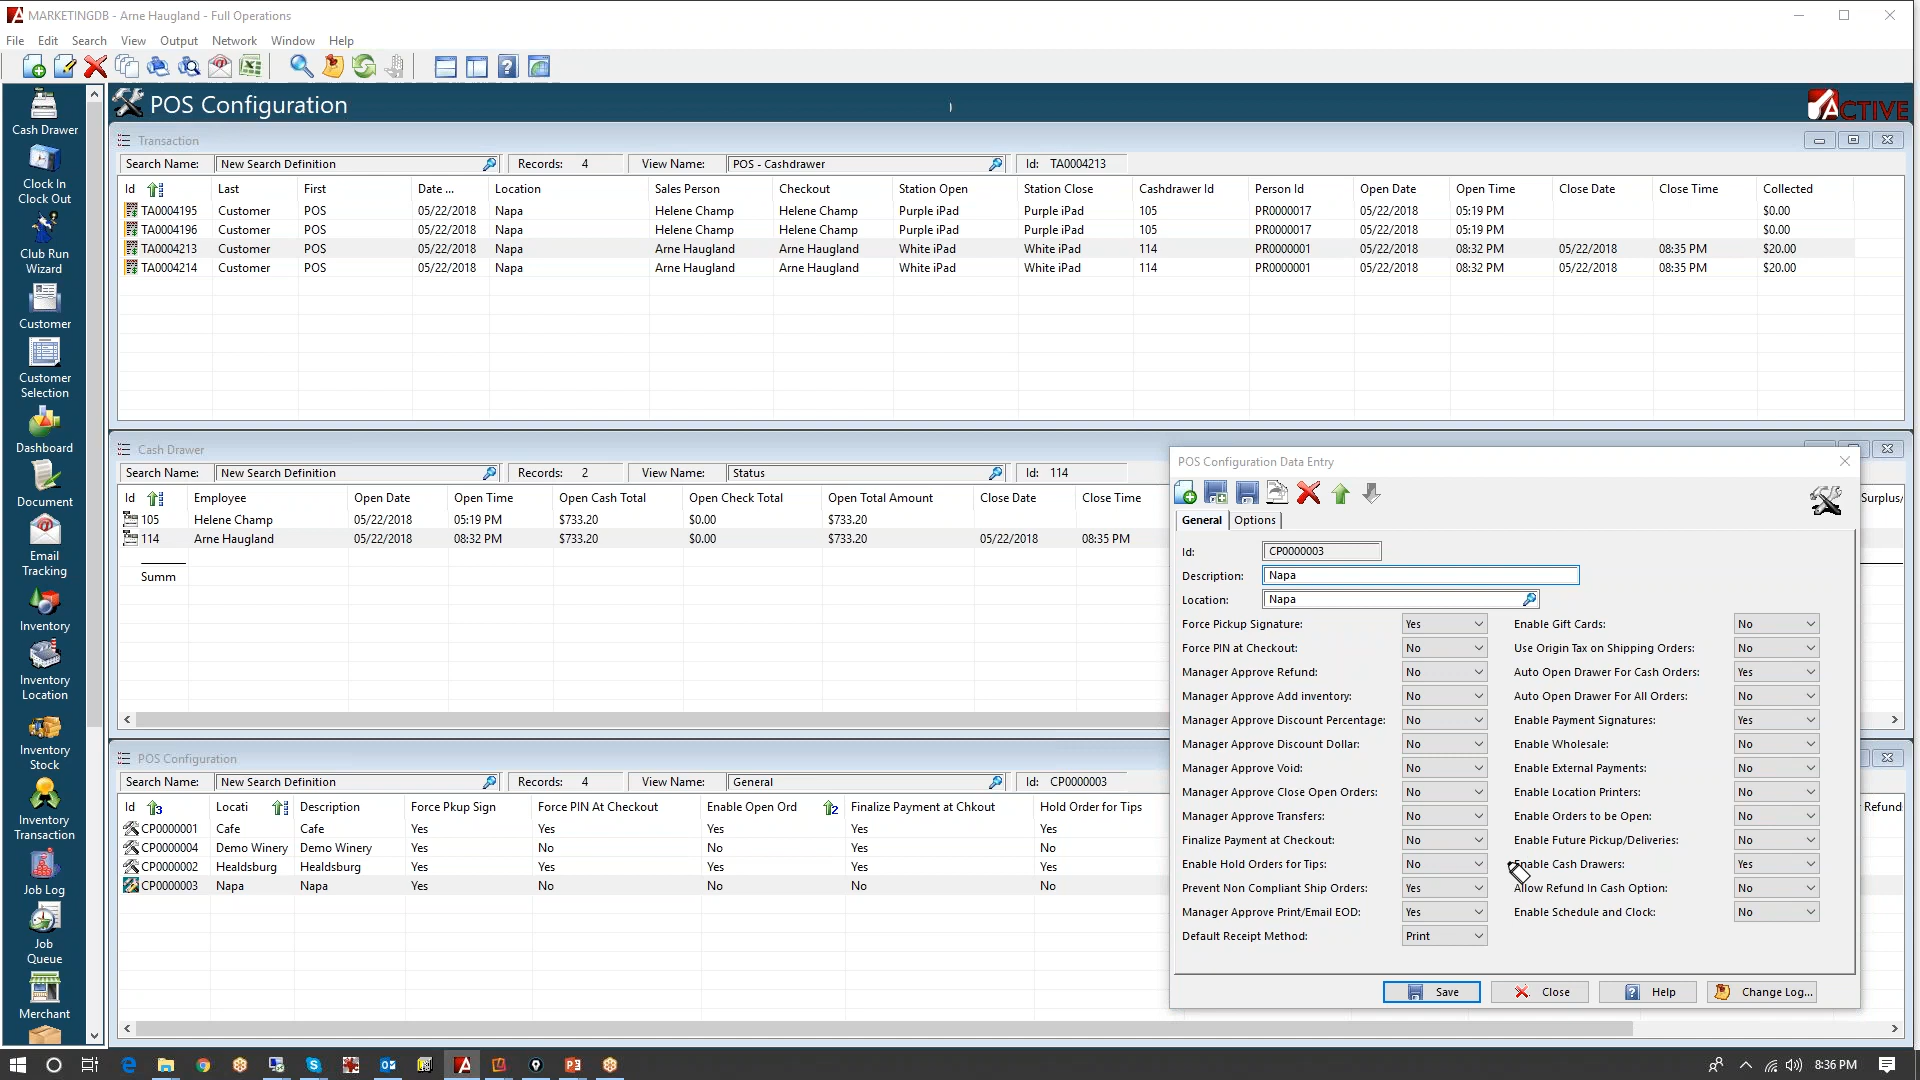 MARKETINGDB - Arne Haugland - Full Operations
File Edit Search View Output Network Window Help
POS Configuration
ACTIVE
Cash Drawer
Clock In
Clock Out
Club Run
Wizard
Customer
Customer
Selection
Dashboard
Document
Email
Tracking
Inventory
Inventory
Location
Inventory
Stock
Inventory
Transaction
Job Log
Job
Queue
Merchant
Transaction
Search Name: New Search Definition Records: 4 View Name: POS - Cashdrawer Id: TA0004213
Id Last First Date ... Location Sales Person Checkout Station Open Station Close Cashdrawer Id Person Id Open Date Open Time Close Date Close Time Collected
TA0004195 Customer POS 05/22/2018 Napa Helene Champ Helene Champ Purple iPad Purple iPad 105 PR0000017 05/22/2018 05:19 PM $0.00
TA0004196 Customer POS 05/22/2018 Napa Helene Champ Helene Champ Purple iPad Purple iPad 105 PR0000017 05/22/2018 05:19 PM $0.00
TA0004213 Customer POS 05/22/2018 Napa Arne Haugland Arne Haugland White iPad White iPad 114 PR0000001 05/22/2018 08:32 PM 05/22/2018 08:35 PM $20.00
TA0004214 Customer POS 05/22/2018 Napa Arne Haugland Arne Haugland White iPad White iPad 114 PR0000001 05/22/2018 08:32 PM 05/22/2018 08:35 PM $20.00
Cash Drawer
Search Name: New Search Definition Records: 2 View Name: Status Id: 114
Id Employee Open Date Open Time Open Cash Total Open Check Total Open Total Amount Close Date Close Time Surplus/
105 Helene Champ 05/22/2018 05:19 PM $733.20 $0.00 $733.20
114 Arne Haugland 05/22/2018 08:32 PM $733.20 $0.00 $733.20 05/22/2018 08:35 PM
Summ
POS Configuration
Search Name: New Search Definition Records: 4 View Name: General Id: CP0000003
Id 3 Locati Description Force Pkup Sign Force PIN At Checkout Enable Open Ord 2 Finalize Payment at Chkout Hold Order for Tips Refund
CP0000001 Cafe Cafe Yes Yes Yes Yes Yes
CP0000004 Demo Winery Demo Winery Yes No Yes Yes No
CP0000002 Healdsburg Healdsburg Yes Yes Yes Yes Yes
CP0000003 Napa Napa Yes No No No No
POS Configuration Data Entry
General Options
Id: CP0000003
Description: Napa
Location: Napa
Force Pickup Signature: Yes Enable Gift Cards: No
Force PIN at Checkout: No Use Origin Tax on Shipping Orders: No
Manager Approve Refund: No Auto Open Drawer For Cash Orders: Yes
Manager Approve Add inventory: No Auto Open Drawer For All Orders: No
Manager Approve Discount Percentage: No Enable Payment Signatures: Yes
Manager Approve Discount Dollar: No Enable Wholesale: No
Manager Approve Void: No Enable External Payments: No
Manager Approve Close Open Orders: No Enable Location Printers: No
Manager Approve Transfers: No Enable Orders to be Open: No
Finalize Payment at Checkout: No Enable Future Pickup/Deliveries: No
Enable Hold Orders for Tips: No Enable Cash Drawers: Yes
Prevent Non Compliant Ship Orders: Yes Allow Refund In Cash Option: No
Manager Approve Print/Email EOD: Yes Enable Schedule and Clock: No
Default Receipt Method: Print
Save Close Help Change Log...
8:36 PM